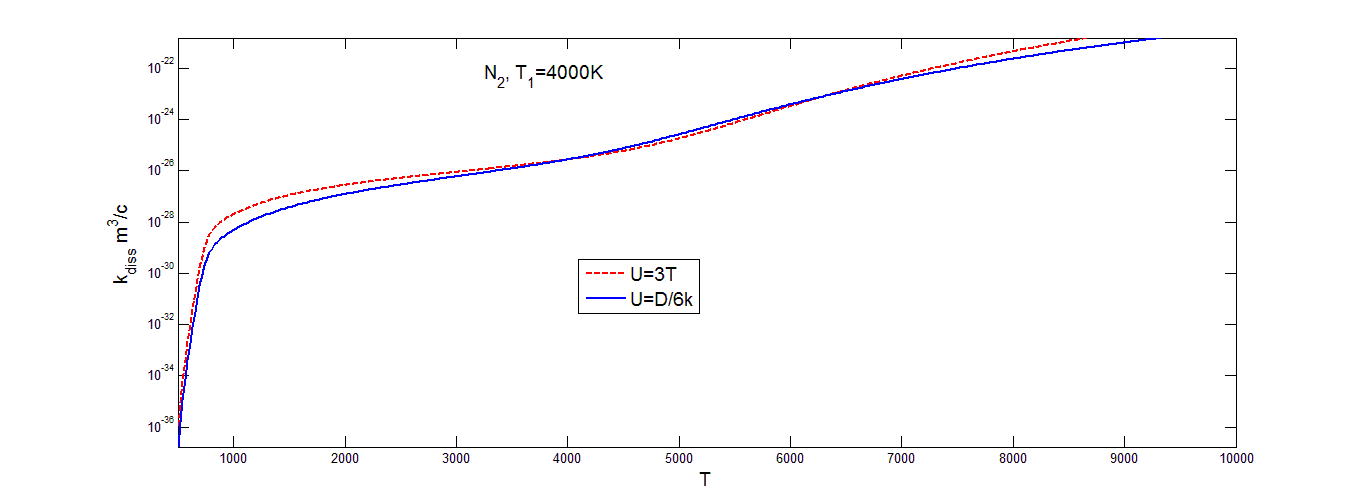 N₂, T₁=4000K
k_diss m³/c
10⁻²²
10⁻²⁴
10⁻²⁶
10⁻²⁸
10⁻³⁰
10⁻³²
10⁻³⁴
10⁻³⁶
U=3T
U=D/6k
1000 2000 3000 4000 5000 6000 7000 8000 9000 10000
T